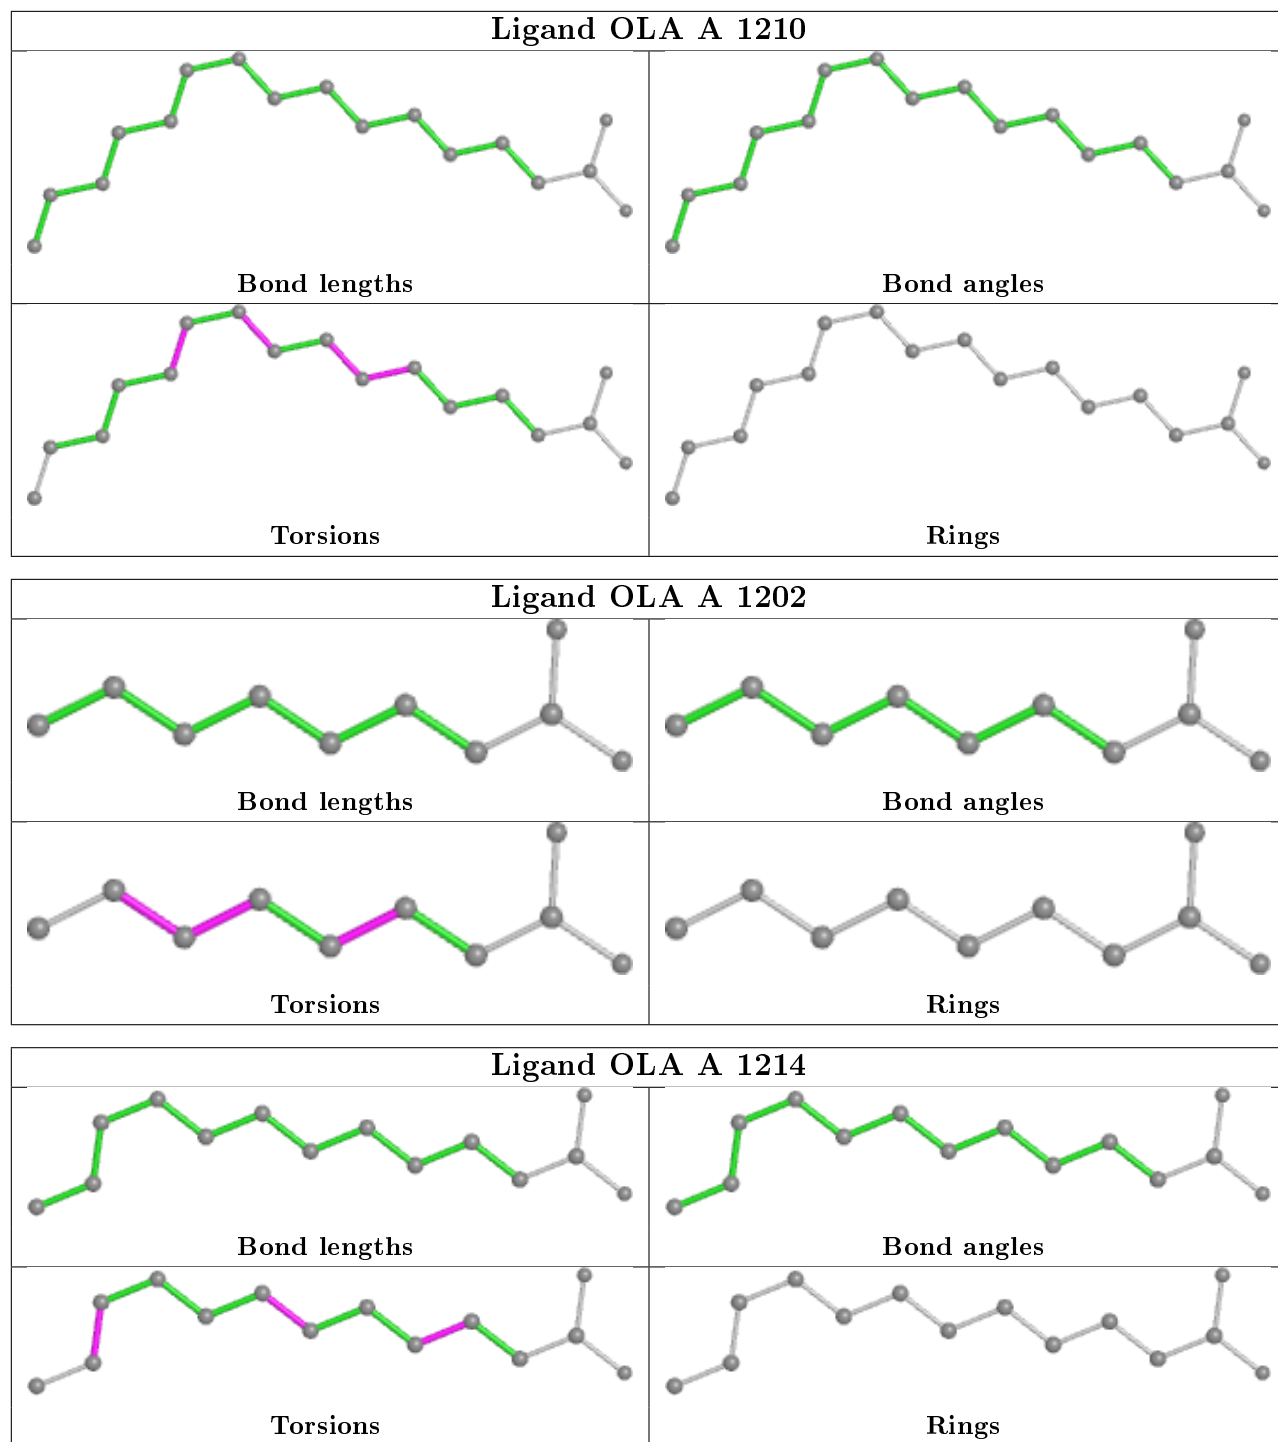 Ligand OLA A 1210
Bond lengths
Bond angles
Torsions
Rings
Ligand OLA A 1202
Bond lengths
Bond angles
Torsions
Rings
Ligand OLA A 1214
Bond lengths
Bond angles
Torsions
Rings